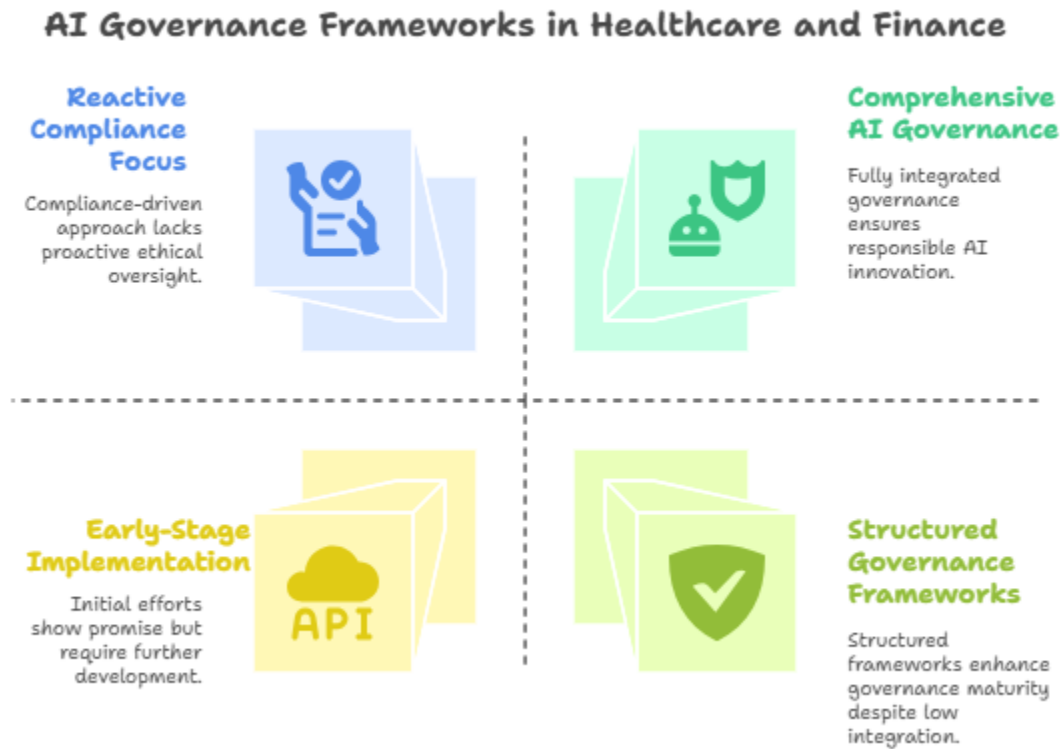 AI Governance Frameworks in Healthcare and Finance
Reactive
Compliance
Focus
Compliance-driven
approach lacks
proactive ethical
oversight.
Comprehensive
AI Governance
Fully integrated
governance
ensures
responsible AI
innovation.
Early-Stage
Implementation
Initial efforts
show promise but
require further
development.
API
Structured
Governance
Frameworks
Structured
frameworks enhance
governance maturity
despite low
integration.